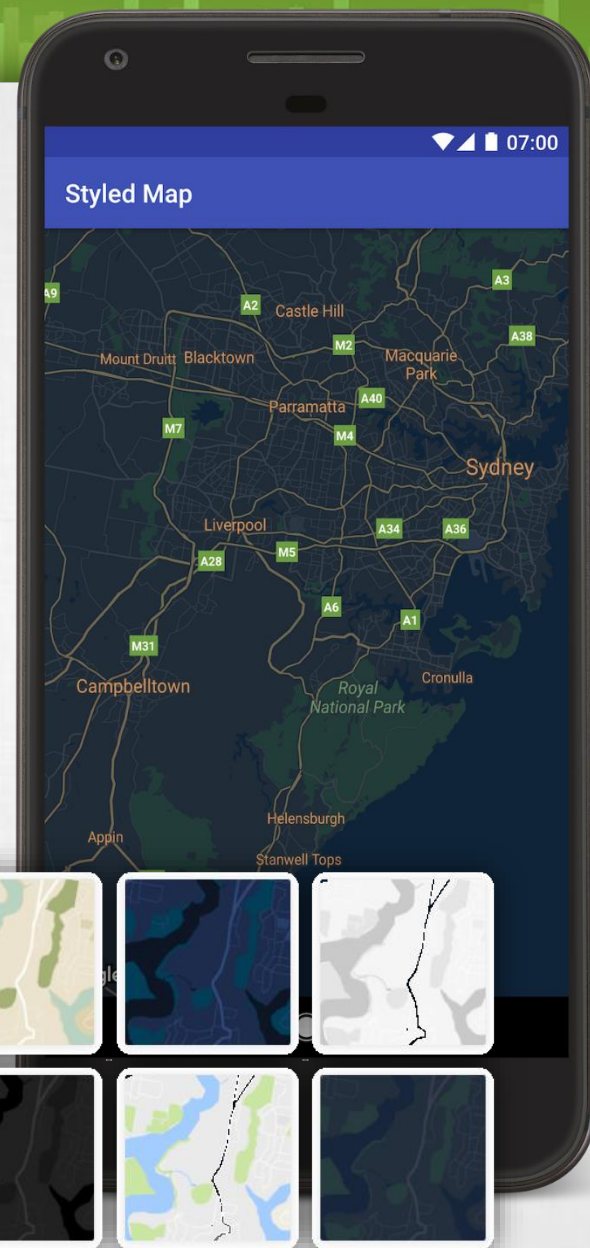 07:00
Styled Map
A3
A9
A2
Castle Hill
A38
M2
Mount Druitt Blacktown
Macquarie
Park
A40
Parramatta
M7
M4
Sydney
Liverpool
A34
A36
M5
A28
A6
A1
M31
Cronulla
Campbelltown
Royal
National Park
Helensburgh
Appin
Stanwell Tops
gle